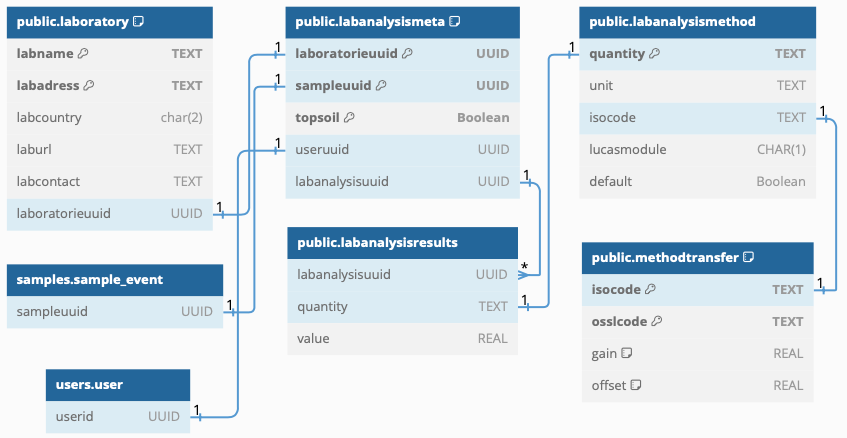 public.laboratory
labname TEXT
labadress TEXT
labcountry char(2)
laburl TEXT
labcontact TEXT
laboratorieuuid UUID
1
samples.sample_event
sampleuuid UUID
1
users.user
userid UUID
1
public.labanalysismeta
1
laboratorieuuid UUID
1
sampleuuid UUID
topsoil Boolean
1
useruuid UUID
labanalysisuuid UUID
1
public.labanalysisresults
labanalysisuuid UUID
*
quantity TEXT
1
value REAL
public.labanalysismethod
1
quantity TEXT
unit TEXT
isocode TEXT
1
lucasmodule CHAR(1)
default Boolean
public.methodtransfer
isocode TEXT
1
osslcode TEXT
gain REAL
offset REAL